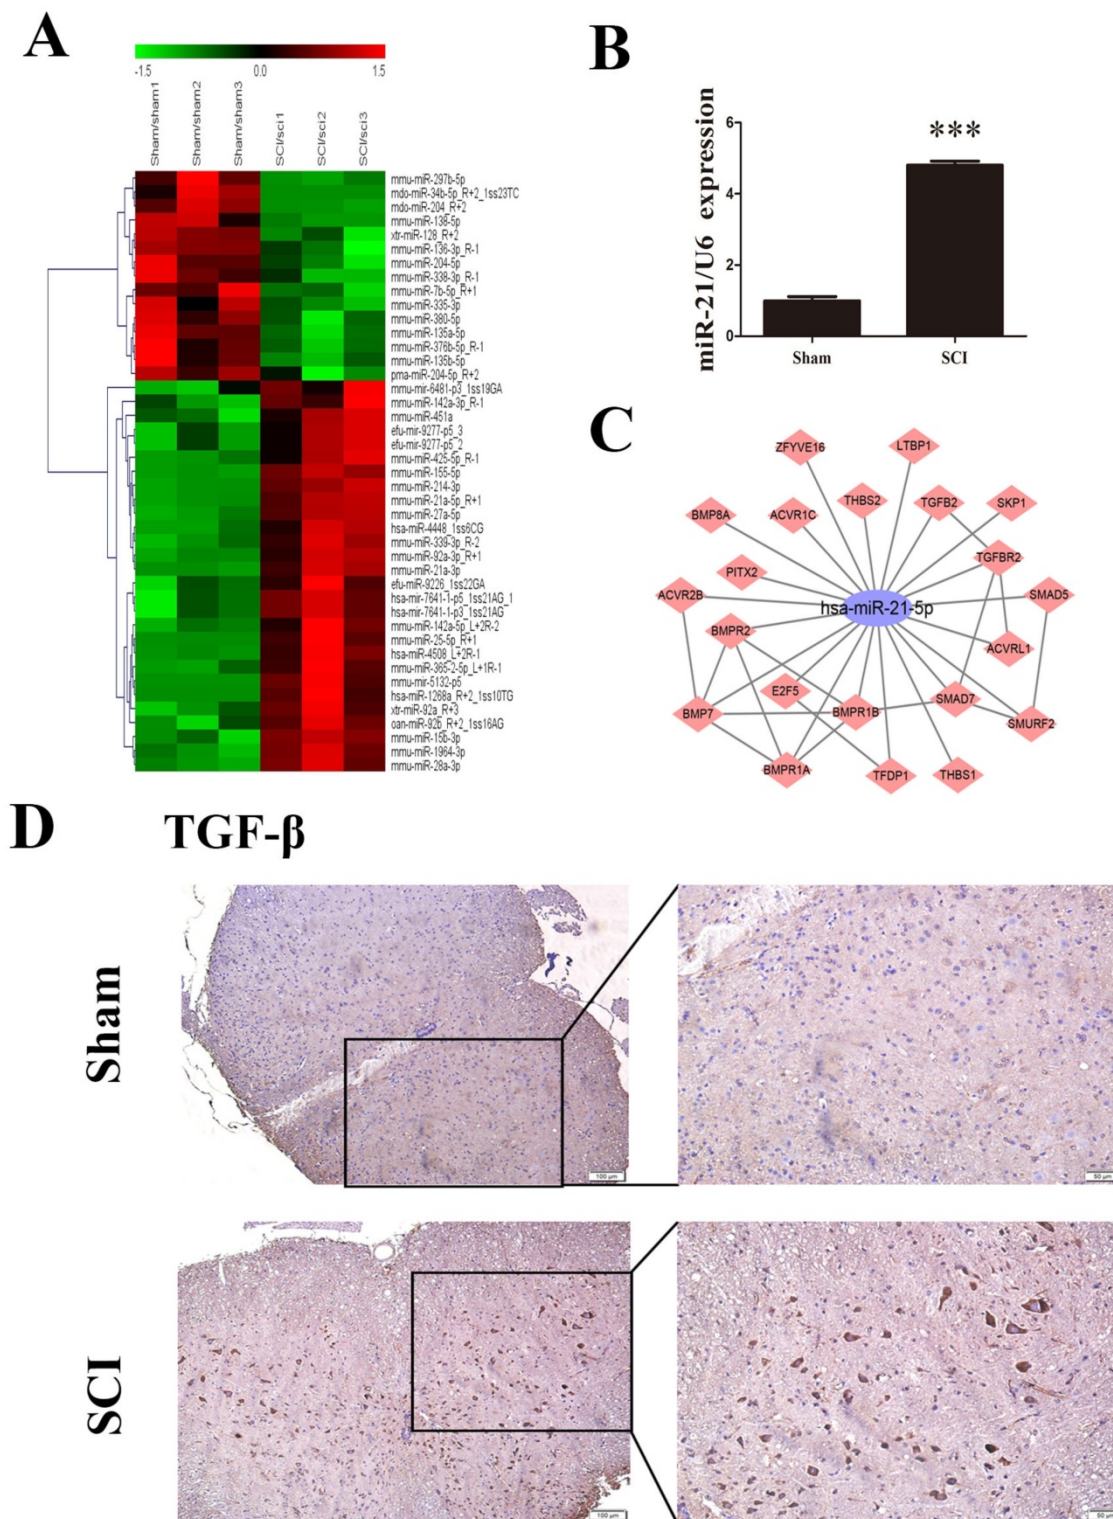 A
-1.5 0.0 1.5
Sham/sham1
Sham/sham2
Sham/sham3
SCI/sci1
SCI/sci2
SCI/sci3
mmu-miR-297b-5p
mdo-miR-34b-5p_R+2_1ss23TC
mdo-miR-204_R+2
mmu-miR-138-5p
xtr-miR-128_R+2
mmu-miR-136-3p_R-1
mmu-miR-204-5p
mmu-miR-338-3p_R-1
mmu-miR-7b-5p_R+1
mmu-miR-335-3p
mmu-miR-380-5p
mmu-miR-135a-5p
mmu-miR-376b-5p_R-1
mmu-miR-135b-5p
pma-miR-204-5p_R+2
mmu-mir-6481-p3_1ss19GA
mmu-miR-142a-3p_R-1
mmu-miR-451a
efu-mir-9277-p5_3
efu-mir-9277-p5_2
mmu-miR-425-5p_R-1
mmu-miR-155-5p
mmu-miR-214-3p
mmu-miR-21a-5p_R+1
mmu-miR-27a-5p
hsa-miR-4448_1ss6CG
mmu-miR-339-3p_R-2
mmu-miR-92a-3p_R+1
mmu-miR-21a-3p
efu-miR-9226_1ss22GA
hsa-mir-7641-1-p5_1ss21AG_1
hsa-mir-7641-1-p3_1ss21AG
mmu-miR-142a-5p_L+2R-2
mmu-miR-25-5p_R+1
hsa-miR-4508_L+2R-1
mmu-miR-365-2-5p_L+1R-1
mmu-mir-5132-p5
hsa-miR-1268a_R+2_1ss10TG
xtr-miR-92a_R+3
oan-miR-92b_R+2_1ss16AG
mmu-miR-15b-3p
mmu-miR-1964-3p
mmu-miR-28a-3p
B
miR-21/U6 expression
6
4
2
0
***
Sham SCI
C
ZFYVE16 LTBP1
BMP8A ACVR1C THBS2 TGFB2 SKP1
PITX2 TGFBR2
ACVR2B hsa-miR-21-5p SMAD5
BMPR2 ACVRL1
E2F5 SMAD7
BMP7 BMPR1B SMURF2
BMPR1A TFDP1 THBS1
D TGF-β
Sham
100 μm 50 μm
SCI
100 μm 50 μm